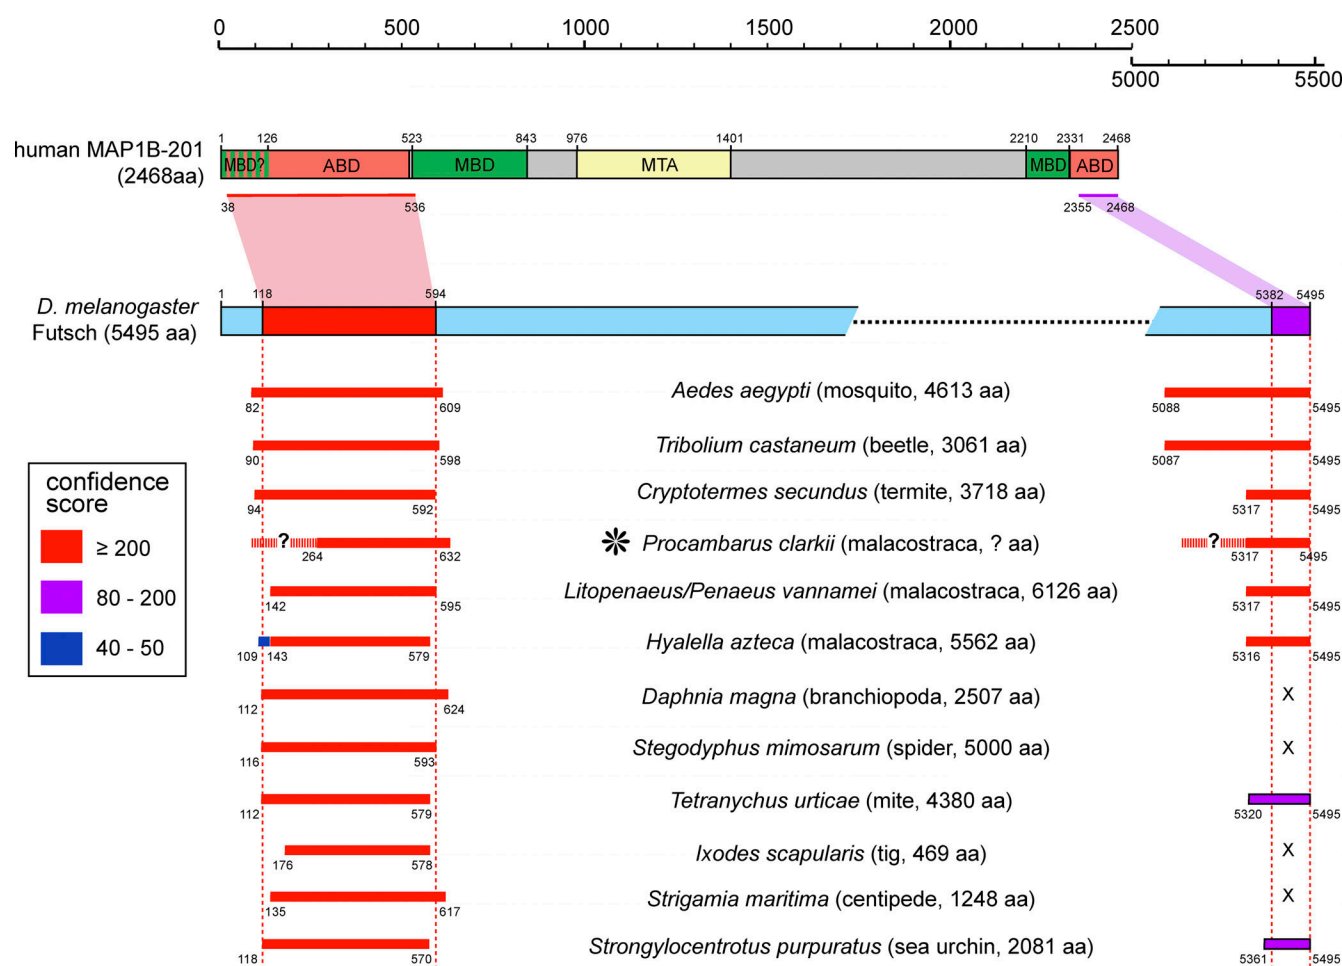 0 500 1000 1500 2000 2500
5000 5500
1 126 523 843 976 1401 2210 2331 2468
human MAP1B-201
(2468aa)
MBD? ABD MBD MTA MBD ABD
38 536 2355 2468
1 118 594 5382 5495
D. melanogaster
Futsch (5495 aa)
Aedes aegypti (mosquito, 4613 aa)
82 609 5088 5495
Tribolium castaneum (beetle, 3061 aa)
90 598 5087 5495
confidence
score
≥ 200
80 - 200
40 - 50
Cryptotermes secundus (termite, 3718 aa)
94 592 5317 5495
? Procambarus clarkii (malacostraca, ? aa) ?
264 632 5317 5495
Litopenaeus/Penaeus vannamei (malacostraca, 6126 aa)
142 595 5317 5495
Hyalella azteca (malacostraca, 5562 aa)
109 143 579 5316 5495
Daphnia magna (branchiopoda, 2507 aa) X
112 624
Stegodyphus mimosarum (spider, 5000 aa) X
116 593
Tetranychus urticae (mite, 4380 aa)
112 579 5320 5495
Ixodes scapularis (tig, 469 aa) X
176 578
Strigamia maritima (centipede, 1248 aa) X
135 617
Strongylocentrotus purpuratus (sea urchin, 2081 aa)
118 570 5361 5495